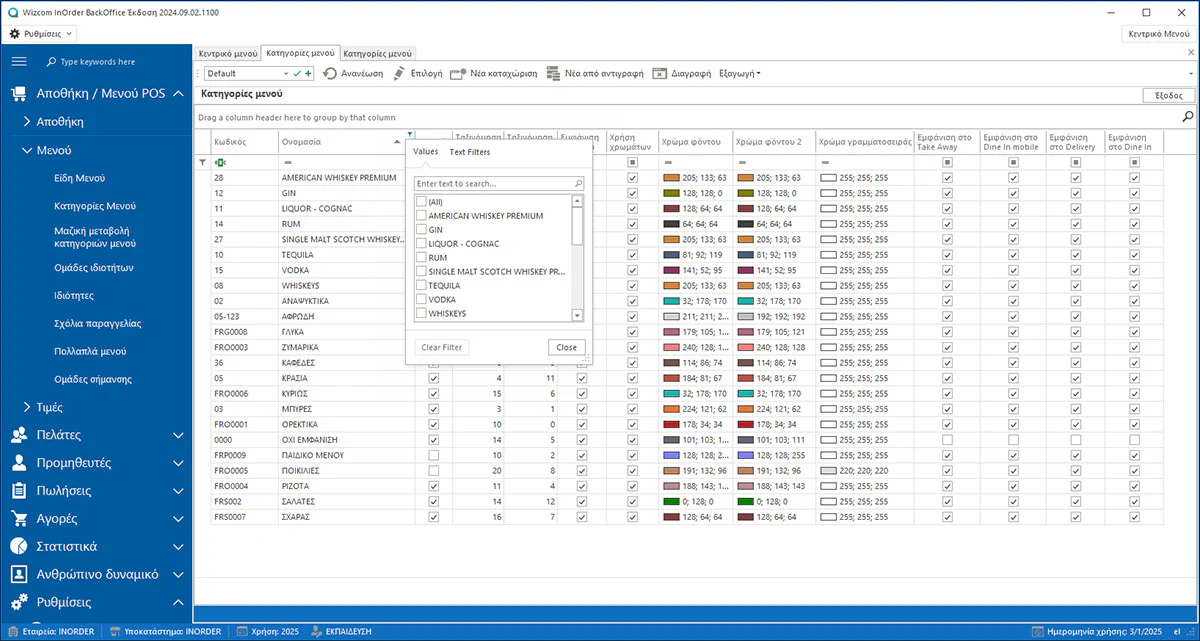 Wizcom InOrder BackOffice Έκδοση 2024.09.02.1100
Ρυθμίσεις
Κεντρικό Μενού
Type keywords here
Αποθήκη / Μενού POS
Αποθήκη
Μενού
Είδη Μενού
Κατηγορίες Μενού
Μαζική μεταβολή
κατηγοριών μενού
Ομάδες ιδιοτήτων
Ιδιότητες
Σχόλια παραγγελίας
Πολλαπλά μενού
Ομάδες σήμανσης
Τιμές
Πελάτες
Προμηθευτές
Πωλήσεις
Αγορές
Στατιστικά
Ανθρώπινο δυναμικό
Ρυθμίσεις
Κεντρικό μενού Κατηγορίες μενού Κατηγορίες μενού
Default Ανανέωση Επιλογή Νέα καταχώριση Νέα από αντιγραφή Διαγραφή Εξαγωγή
Κατηγορίες μενού
Έξοδος
Drag a column header here to group by that column
Κωδικός Ονομασία Ταξινόμηση Ταξινόμηση Εμφάνιση Χρήση χρωμάτων Χρώμα φόντου Χρώμα φόντου 2 Χρώμα γραμματοσειράς Εμφάνιση στο Take Away Εμφάνιση στο Dine In mobile Εμφάνιση στο Delivery Εμφάνιση στο Dine In
= = = =
28 AMERICAN WHISKEY PREMIUM 205; 133; 63 205; 133; 63 255; 255; 255
12 GIN 128; 128; 0 128; 128; 0 255; 255; 255
11 LIQUOR - COGNAC 128; 64; 64 128; 64; 64 255; 255; 255
14 RUM 64; 64; 64 64; 64; 64 255; 255; 255
27 SINGLE MALT SCOTCH WHISKEY... 205; 133; 63 205; 133; 63 255; 255; 255
10 TEQUILA 81; 92; 119 81; 92; 119 255; 255; 255
15 VODKA 141; 52; 95 141; 52; 95 255; 255; 255
08 WHISKEYS 205; 133; 63 205; 133; 63 255; 255; 255
02 ΑΝΑΨΥΚΤΙΚΑ 32; 178; 170 32; 178; 170 255; 255; 255
05-123 ΑΦΡΩΔΗ 211; 211; 2... 192; 192; 192 255; 255; 255
FRG0008 ΓΛΥΚΑ 179; 105; 1... 179; 105; 121 255; 255; 255
FRO0003 ΖΥΜΑΡΙΚΑ 240; 128; 1... 240; 128; 128 255; 255; 255
36 ΚΑΦΕΔΕΣ 114; 86; 74 114; 86; 74 255; 255; 255
05 ΚΡΑΣΙΑ 4 11 184; 81; 67 184; 81; 67 255; 255; 255
FRO0006 ΚΥΡΙΩΣ 15 6 32; 178; 170 32; 178; 170 255; 255; 255
03 ΜΠΥΡΕΣ 3 1 224; 121; 62 224; 121; 62 255; 255; 255
FRO0001 ΟΡΕΚΤΙΚΑ 10 0 178; 34; 34 178; 34; 34 255; 255; 255
0000 ΟΧΙ ΕΜΦΑΝΙΣΗ 14 5 101; 103; 1... 101; 103; 111 255; 255; 255
FRP0009 ΠΑΙΔΙΚΟ ΜΕΝΟΥ 10 2 128; 128; 2... 128; 128; 255 255; 255; 255
FRO0005 ΠΟΙΚΙΛΙΕΣ 20 8 191; 132; 96 191; 132; 96 220; 220; 220
FRO0004 ΡΙΖΟΤΑ 11 4 188; 143; 1... 188; 143; 143 255; 255; 255
FRS002 ΣΑΛΑΤΕΣ 14 12 0; 128; 0 0; 128; 0 255; 255; 255
FRS0007 ΣΧΑΡΑΣ 16 7 128; 64; 64 128; 64; 64 255; 255; 255
Values Text Filters
Enter text to search...
(All)
AMERICAN WHISKEY PREMIUM
GIN
LIQUOR - COGNAC
RUM
SINGLE MALT SCOTCH WHISKEY PR...
TEQUILA
VODKA
WHISKEYS
Clear Filter Close
Εταιρεία: INORDER Υποκατάστημα: INORDER Χρήση: 2025 ΕΚΠΑΙΔΕΥΣΗ Ημερομηνία χρήσης: 3/1/2025 el